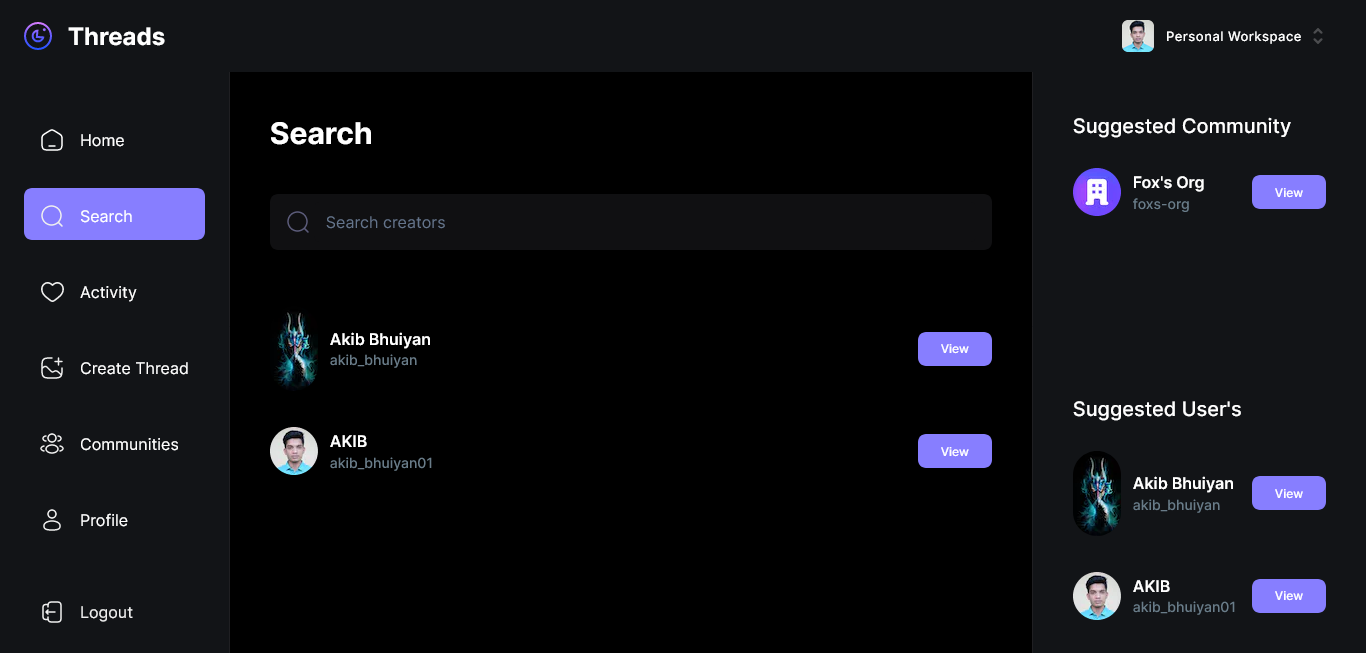 Threads
Personal Workspace
Home
Search
Activity
Create Thread
Communities
Profile
Logout
Search
Search creators
Akib Bhuiyan
akib_bhuiyan
View
AKIB
akib_bhuiyan01
View
Suggested Community
Fox's Org
foxs-org
View
Suggested User's
Akib Bhuiyan
akib_bhuiyan
View
AKIB
akib_bhuiyan01
View